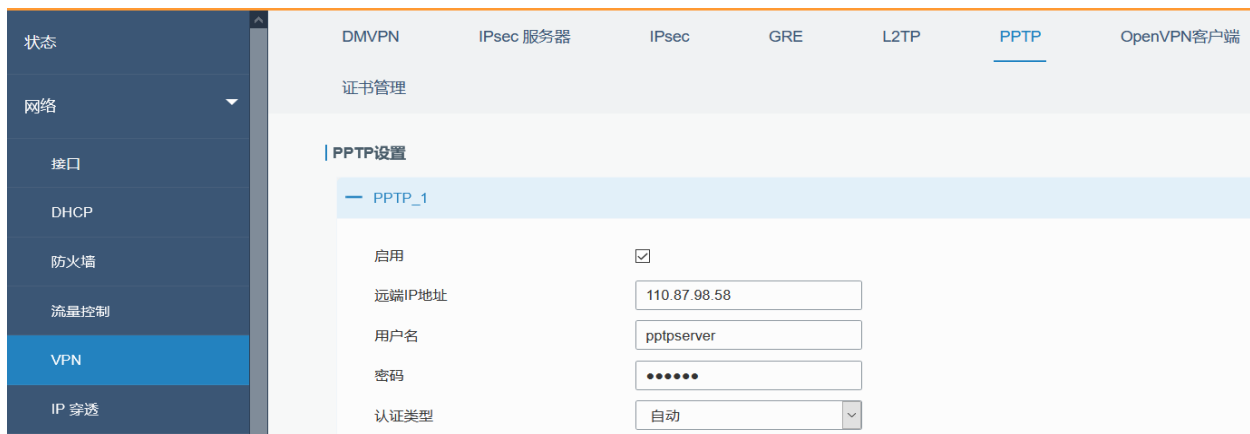 状态
网络
接口
DHCP
防火墙
流量控制
VPN
IP 穿透
DMVPN IPsec 服务器 IPsec GRE L2TP PPTP OpenVPN客户端
证书管理
PPTP设置
PPTP_1
启用
远端IP地址 110.87.98.58
用户名 pptpserver
密码 ••••••
认证类型 自动